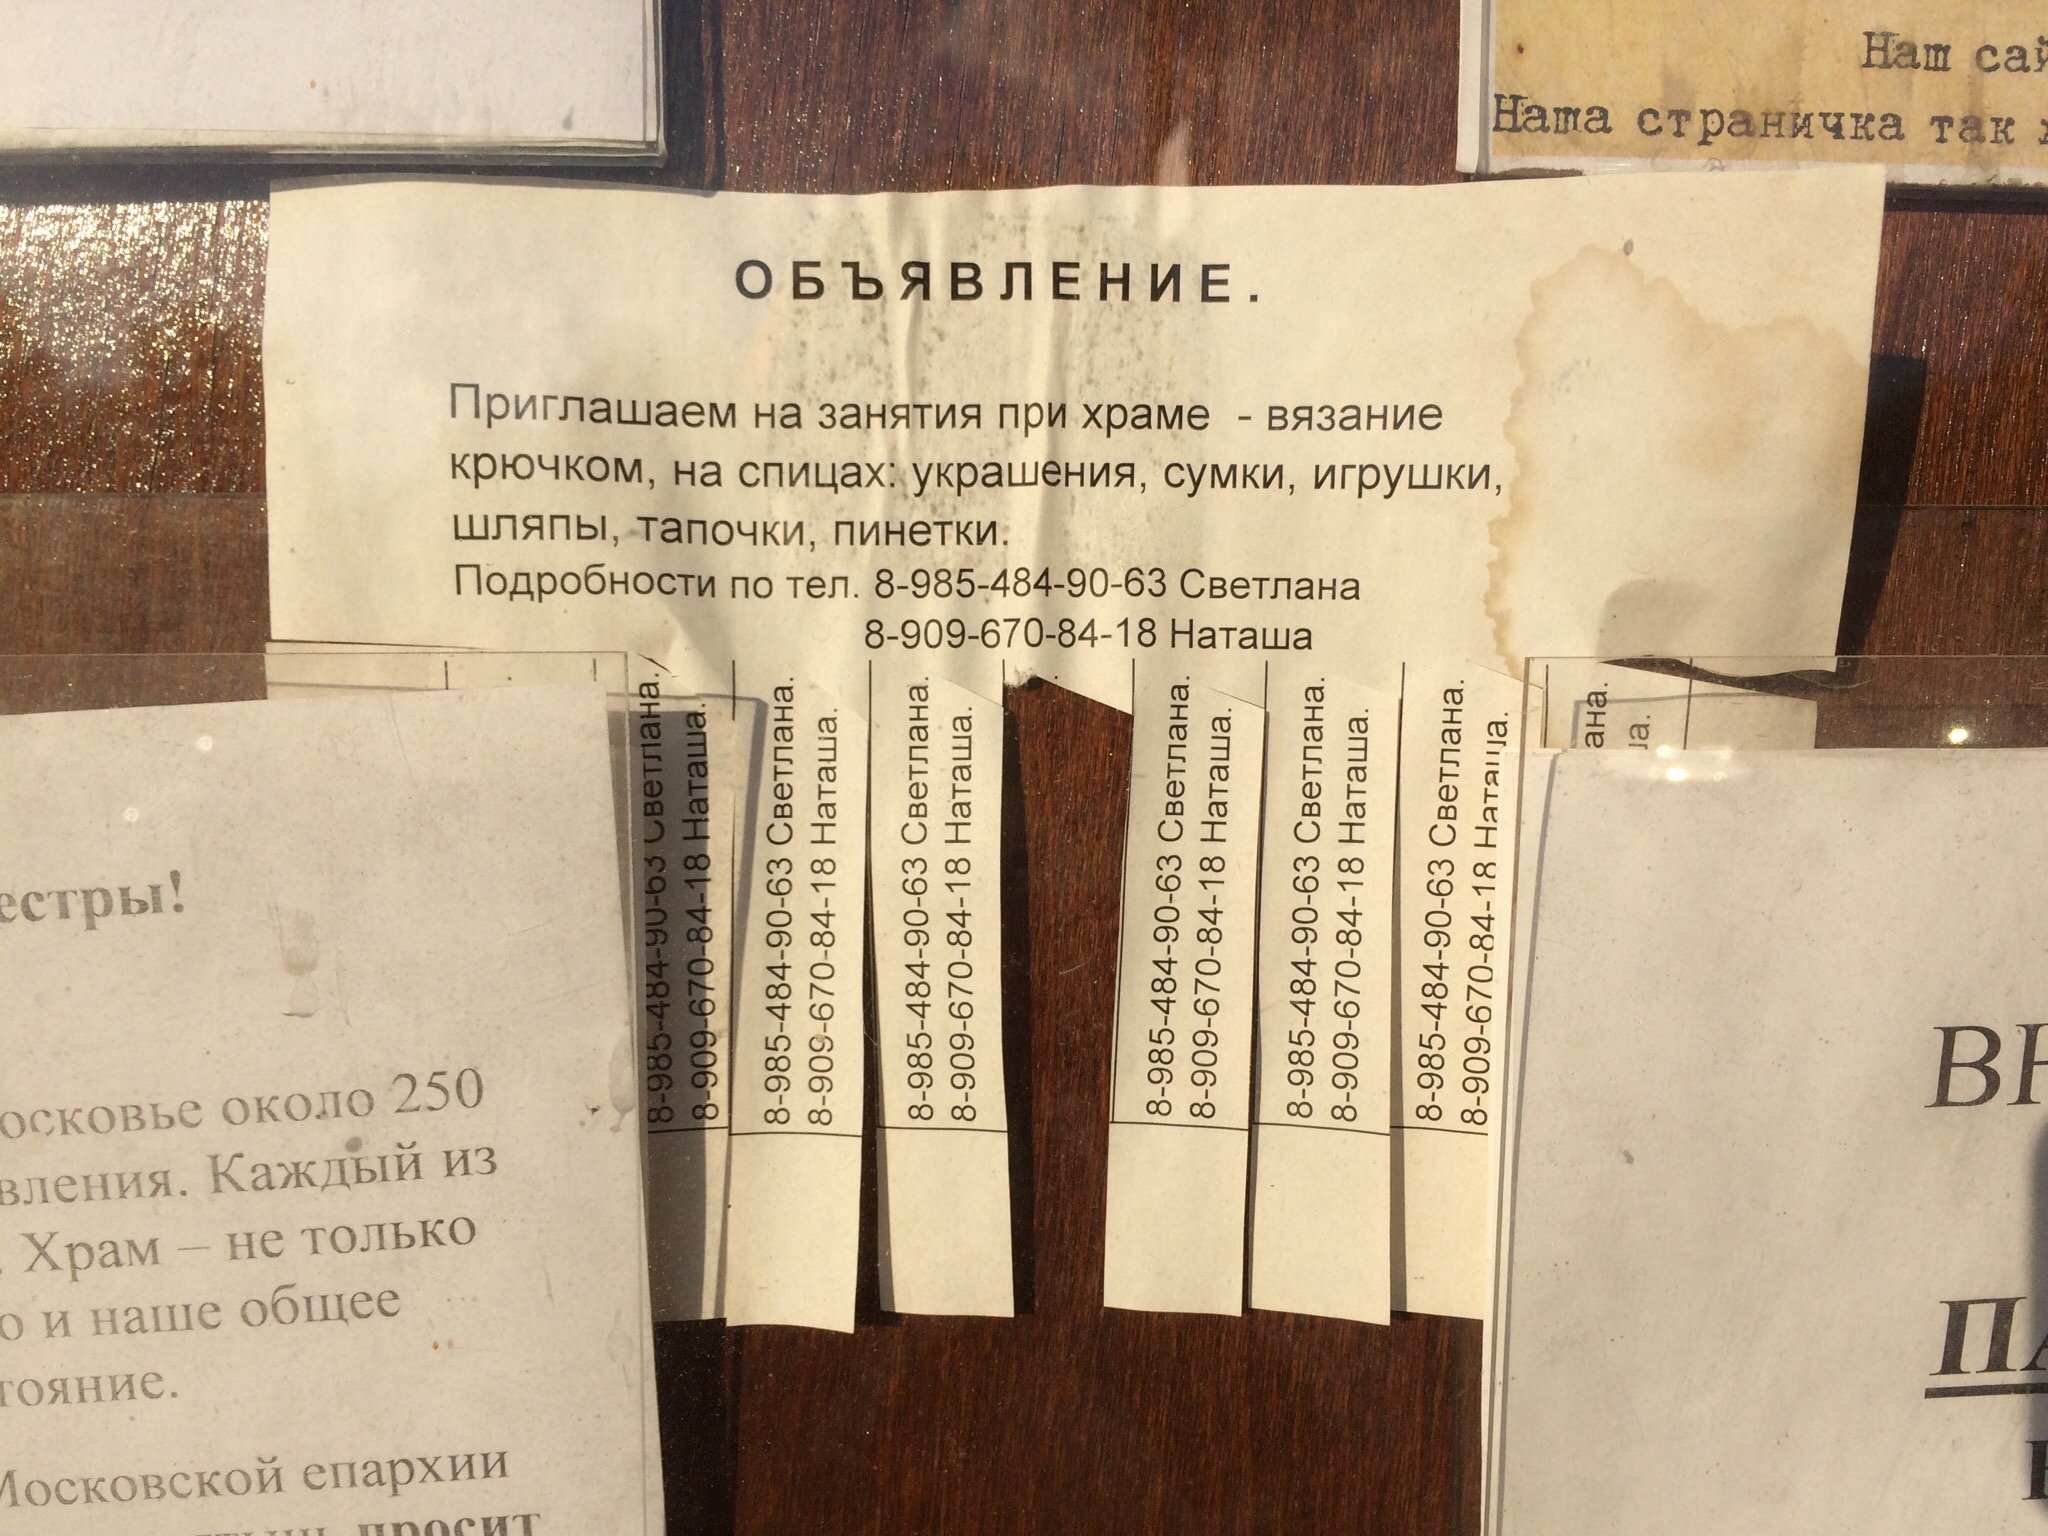 Наш
Наша страничка так
ОБЪЯВЛЕНИЕ.
Приглашаем на занятия при храме - вязание
крючком, на спицах: украшения, сумки, игрушки,
шляпы, тапочки, пинетки.
Подробности по тел. 8-985-484-90-63 Светлана
8-909-670-84-18 Наташа
8-985-484-90-63 Светлана.
8-909-670-84-18 Наташа.
8-985-484-90-63 Светлана.
8-909-670-84-18 Наташа.
8-985-484-90-63 Светлана.
8-909-670-84-18 Наташа.
8-985-484-90-63 Светлана.
8-909-670-84-18 Наташа.
8-985-484-90-63 Светлана.
8-909-670-84-18 Наташа.
8-985-484-90-63 Светлана.
8-909-670-84-18 Наташа.
естры!
осковье около 250
вления. Каждый из
. Храм – не только
о и наше общее
тояние.
Московской епархии
просит